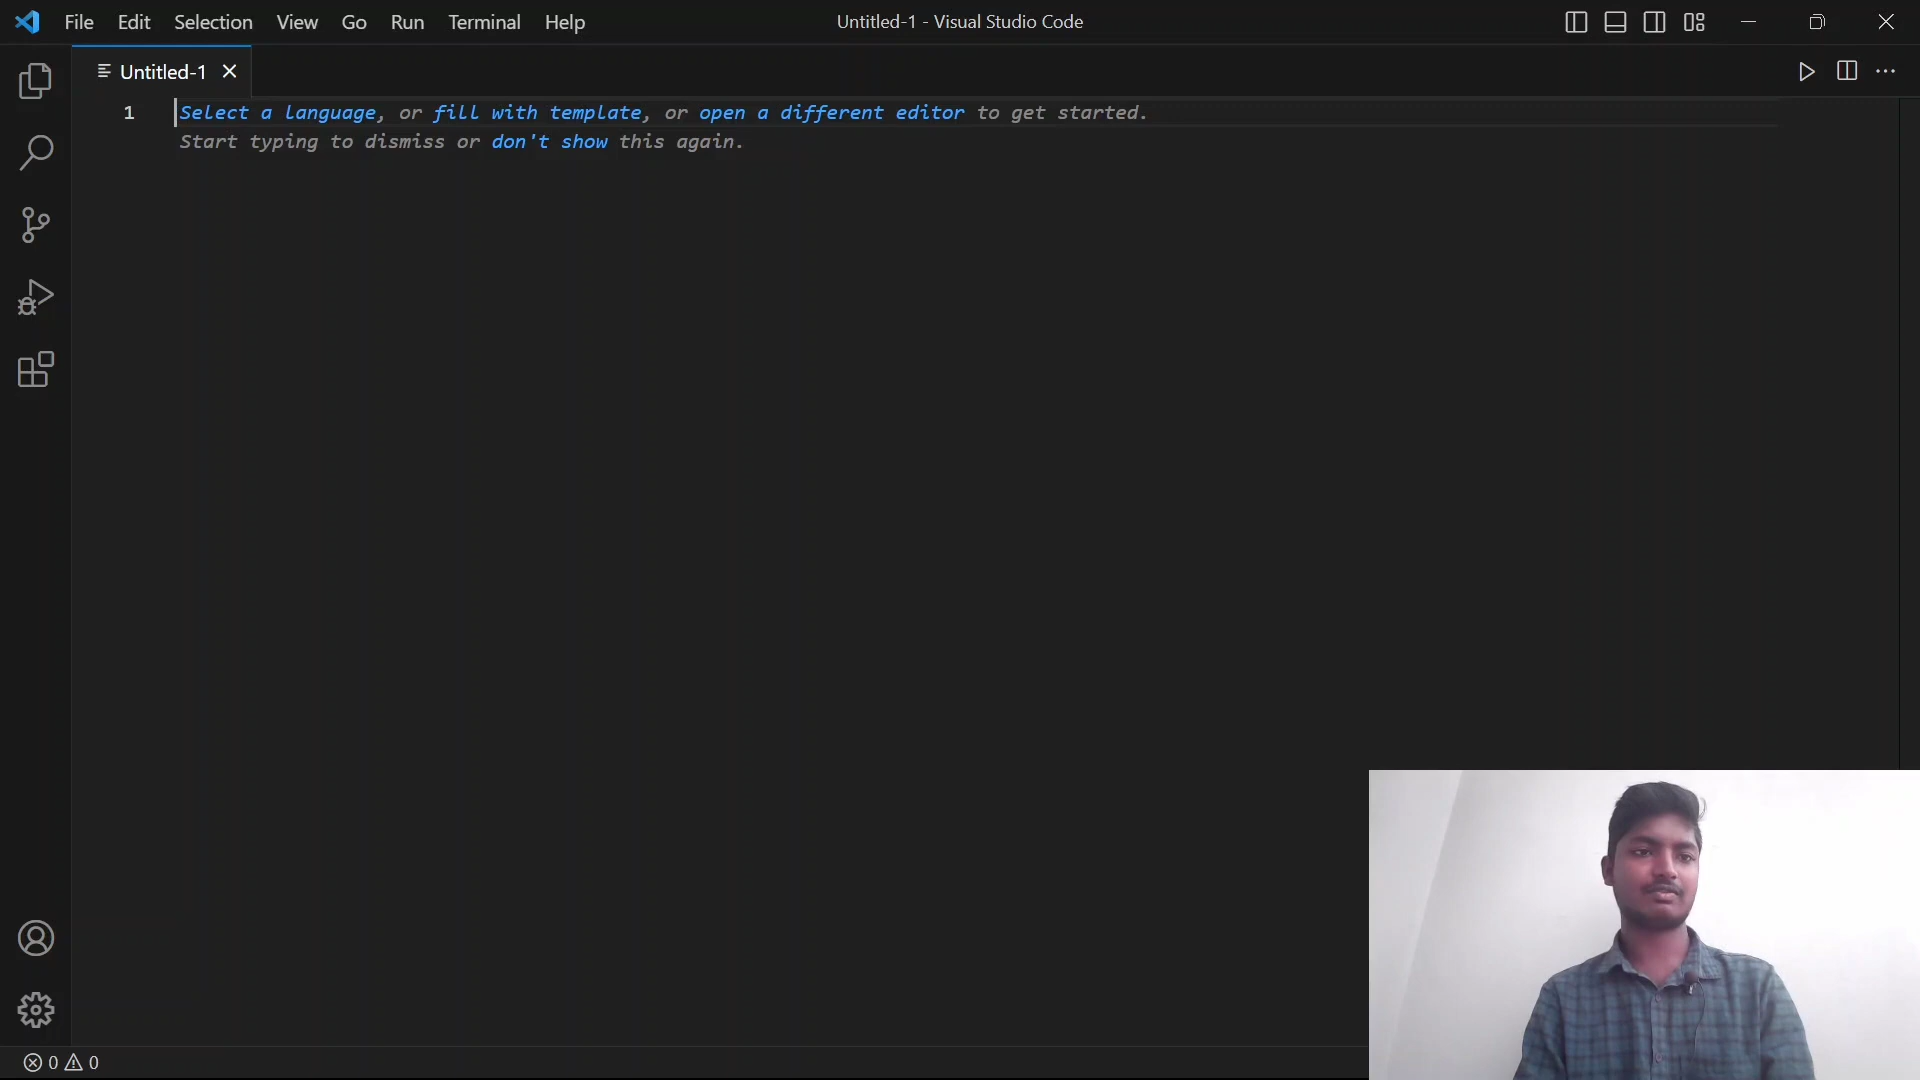 File Edit Selection View Go Run Terminal Help
Untitled-1 - Visual Studio Code
Untitled-1
1
Select a language, or fill with template, or open a different editor to get started.
Start typing to dismiss or don't show this again.
0 0